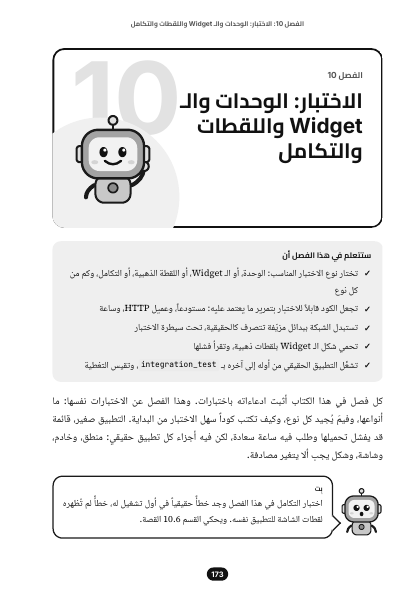 الفصل 10: الاختبار: الوحدات والـ Widget واللقطات والتكامل
10
الفصل 10
الاختبار: الوحدات والـ
Widget واللقطات
والتكامل
ستتعلم في هذا الفصل أن
✓ تختار نوع الاختبار المناسب: الوحدة، أو الـ Widget، أو اللقطة الذهبية، أو التكامل، وكم من
كل نوع
✓ تجعل الكود قابلاً للاختبار بتمرير ما يعتمد عليه: مستودعاً، وعميل HTTP، وساعة
✓ تستبدل الشبكة ببدائل مزيّفة تتصرف كالحقيقية، تحت سيطرة الاختبار
✓ تحمي شكل الـ Widget بلقطات ذهبية، وتقرأ فشلها
✓ تشغّل التطبيق الحقيقي من أوله إلى آخره بـ integration_test، وتقيس التغطية
كل فصل في هذا الكتاب أثبت ادعاءاته باختبارات. وهذا الفصل عن الاختبارات نفسها: ما
أنواعها، وفيمَ يُجيد كل نوع، وكيف تكتب كوداً سهل الاختبار من البداية. التطبيق صغير، قائمة
قد يفشل تحميلها وطلب فيه ساعة سعادة، لكن فيه أجزاء كل تطبيق حقيقي: منطق، وخادم،
وشاشة، وشكل يجب ألا يتغير مصادفة.
بِت
اختبار التكامل في هذا الفصل وجد خطأً حقيقياً في أول تشغيل له، خطأً لم تُظهره
لقطات الشاشة للتطبيق نفسه. ويحكي القسم 10.6 القصة.
173